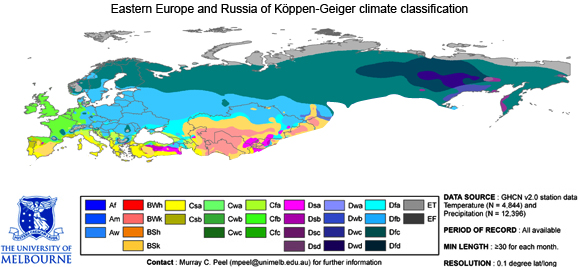 Eastern Europe and Russia of Köppen-Geiger climate classification
THE UNIVERSITY OF
MELBOURNE
Af BWh Csa Cwa Cfa Dsa Dwa Dfa ET
Am BWk Csb Cwb Cfb Dsb Dwb Dfb EF
Aw BSh Cwc Cfc Dsc Dwc Dfc
BSk Dsd Dwd Dfd
Contact : Murray C. Peel (mpeel@unimelb.edu.au) for further information
DATA SOURCE : GHCN v2.0 station data
Temperature (N = 4,844) and
Precipitation (N = 12,396)
PERIOD OF RECORD : All available
MIN LENGTH : ≥30 for each month.
RESOLUTION : 0.1 degree lat/long